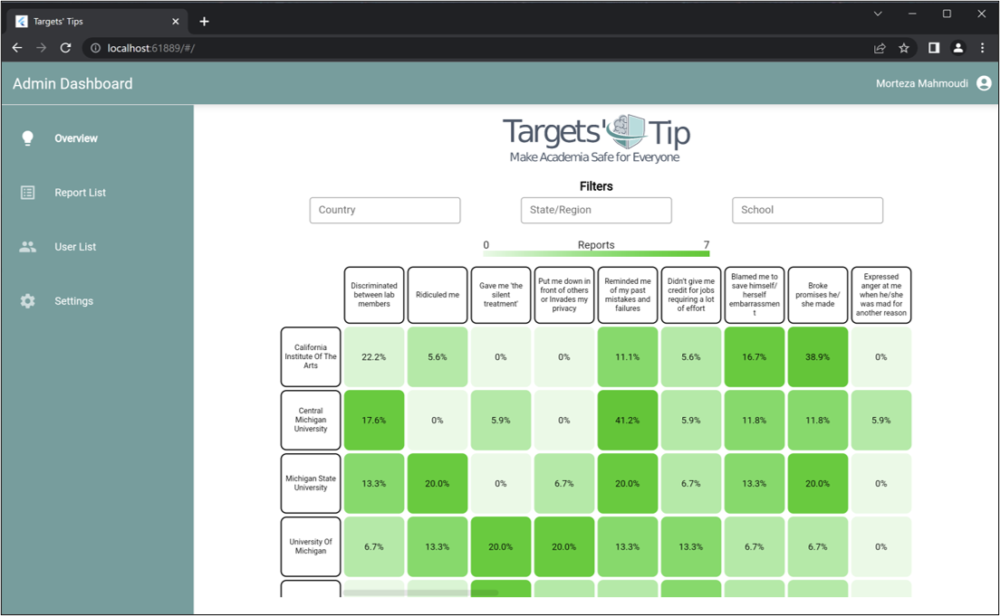 Targets' Tips
localhost:61889/#/
Admin Dashboard
Morteza Mahmoudi
Overview
Report List
User List
Settings
Targets' Tip
Make Academia Safe for Everyone
Filters
Country
State/Region
School
0 Reports 7
Discriminated
between lab
members
Ridiculed me
Gave me 'the
silent
treatment'
Put me down in
front of others
or Invades my
privacy
Reminded me
of my past
mistakes and
failures
Didn't give me
credit for jobs
requiring a lot
of effort
Blamed me to
save himself/
herself
embarrassmen
t
Broke
promises he/
she made
Expressed
anger at me
when he/she
was mad for
another reason
California
Institute Of The
Arts
22.2% 5.6% 0% 0% 11.1% 5.6% 16.7% 38.9% 0%
Central
Michigan
University
17.6% 0% 5.9% 0% 41.2% 5.9% 11.8% 11.8% 5.9%
Michigan State
University
13.3% 20.0% 0% 6.7% 20.0% 6.7% 13.3% 20.0% 0%
University Of
Michigan
6.7% 13.3% 20.0% 20.0% 13.3% 13.3% 6.7% 6.7% 0%